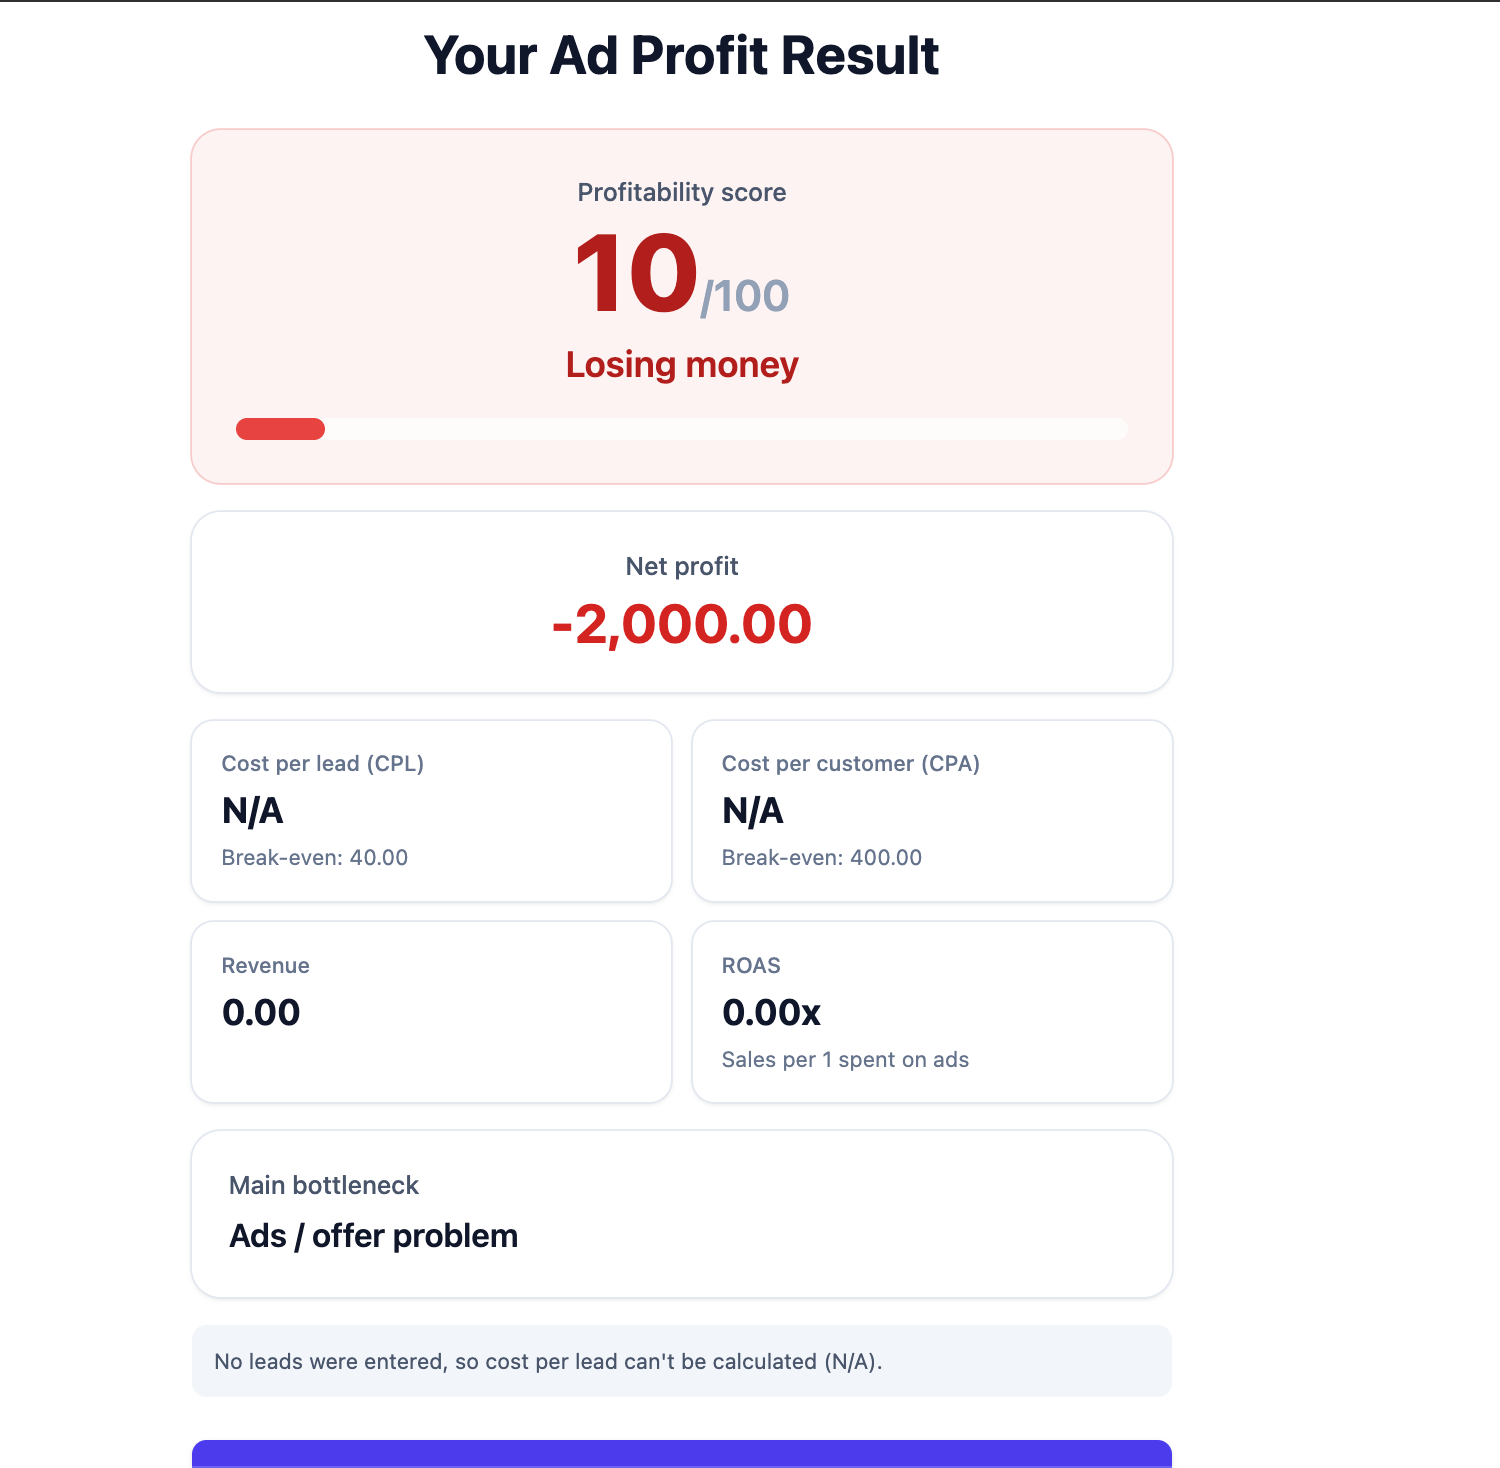 Your Ad Profit Result
Profitability score
10/100
Losing money
Net profit
-2,000.00
Cost per lead (CPL)
N/A
Break-even: 40.00
Cost per customer (CPA)
N/A
Break-even: 400.00
Revenue
0.00
ROAS
0.00x
Sales per 1 spent on ads
Main bottleneck
Ads / offer problem
No leads were entered, so cost per lead can't be calculated (N/A).